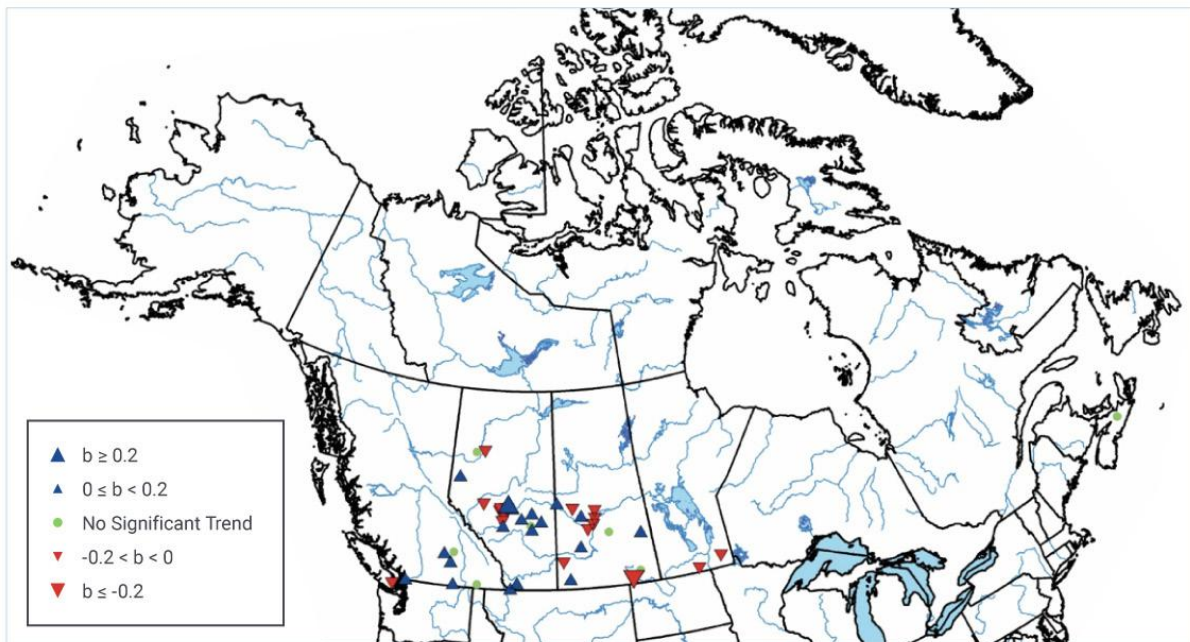 b ≥ 0.2
0 ≤ b < 0.2
No Significant Trend
-0.2 < b < 0
b ≤ -0.2